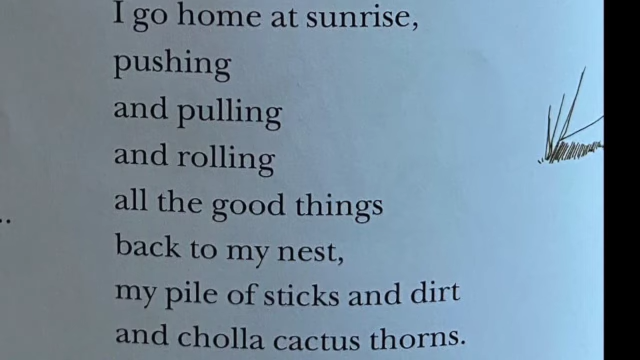 I go home at sunrise,
pushing
and pulling
and rolling
all the good things
back to my nest,
my pile of sticks and dirt
and cholla cactus thorns.
..